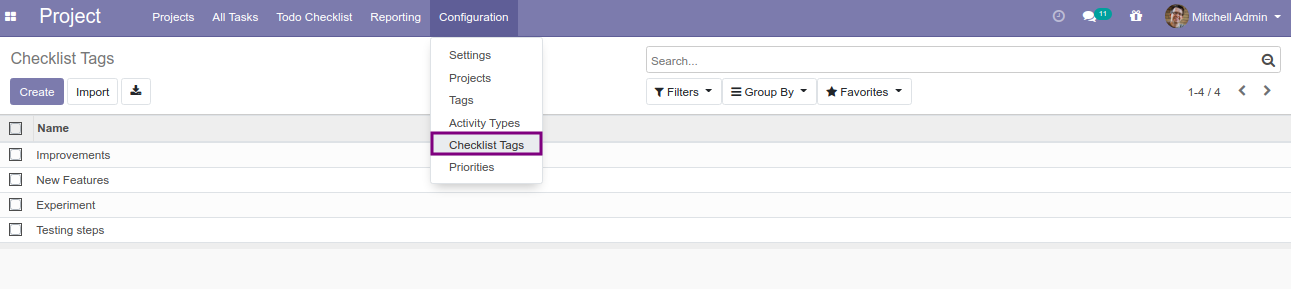 Project Projects All Tasks Todo Checklist Reporting Configuration 11 Mitchell Admin
Checklist Tags
Search...
Create Import
Filters Group By Favorites 1-4 / 4
Settings
Projects
Tags
Activity Types
Checklist Tags
Priorities
Name
Improvements
New Features
Experiment
Testing steps